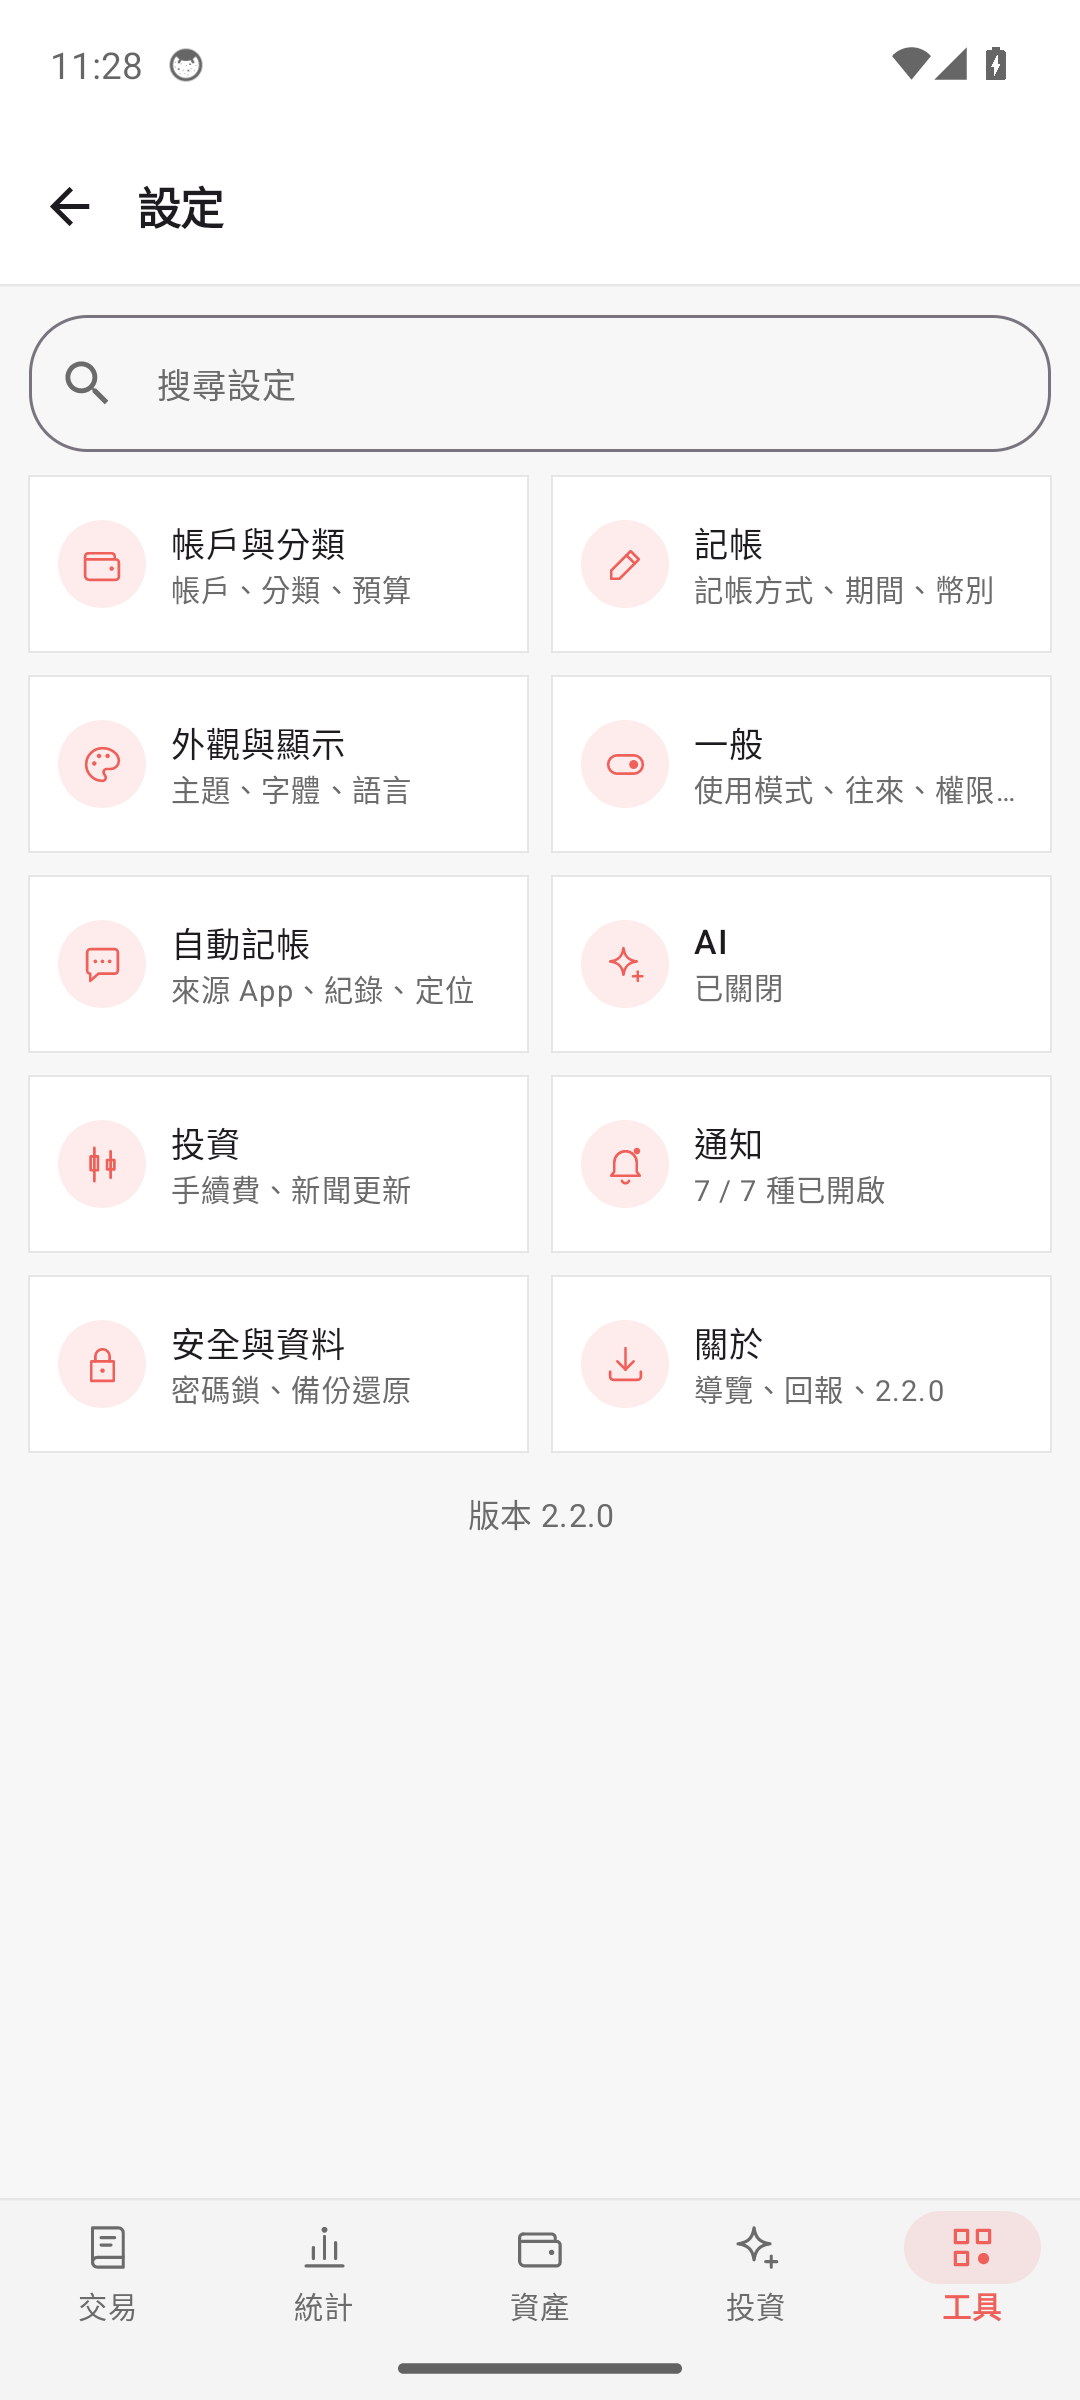 11:28
設定
搜尋設定
帳戶與分類
帳戶、分類、預算
記帳
記帳方式、期間、幣別
外觀與顯示
主題、字體、語言
一般
使用模式、往來、權限…
自動記帳
來源 App、紀錄、定位
AI
已關閉
投資
手續費、新聞更新
通知
7 / 7 種已開啟
安全與資料
密碼鎖、備份還原
關於
導覽、回報、2.2.0
版本 2.2.0
交易
統計
資產
投資
工具